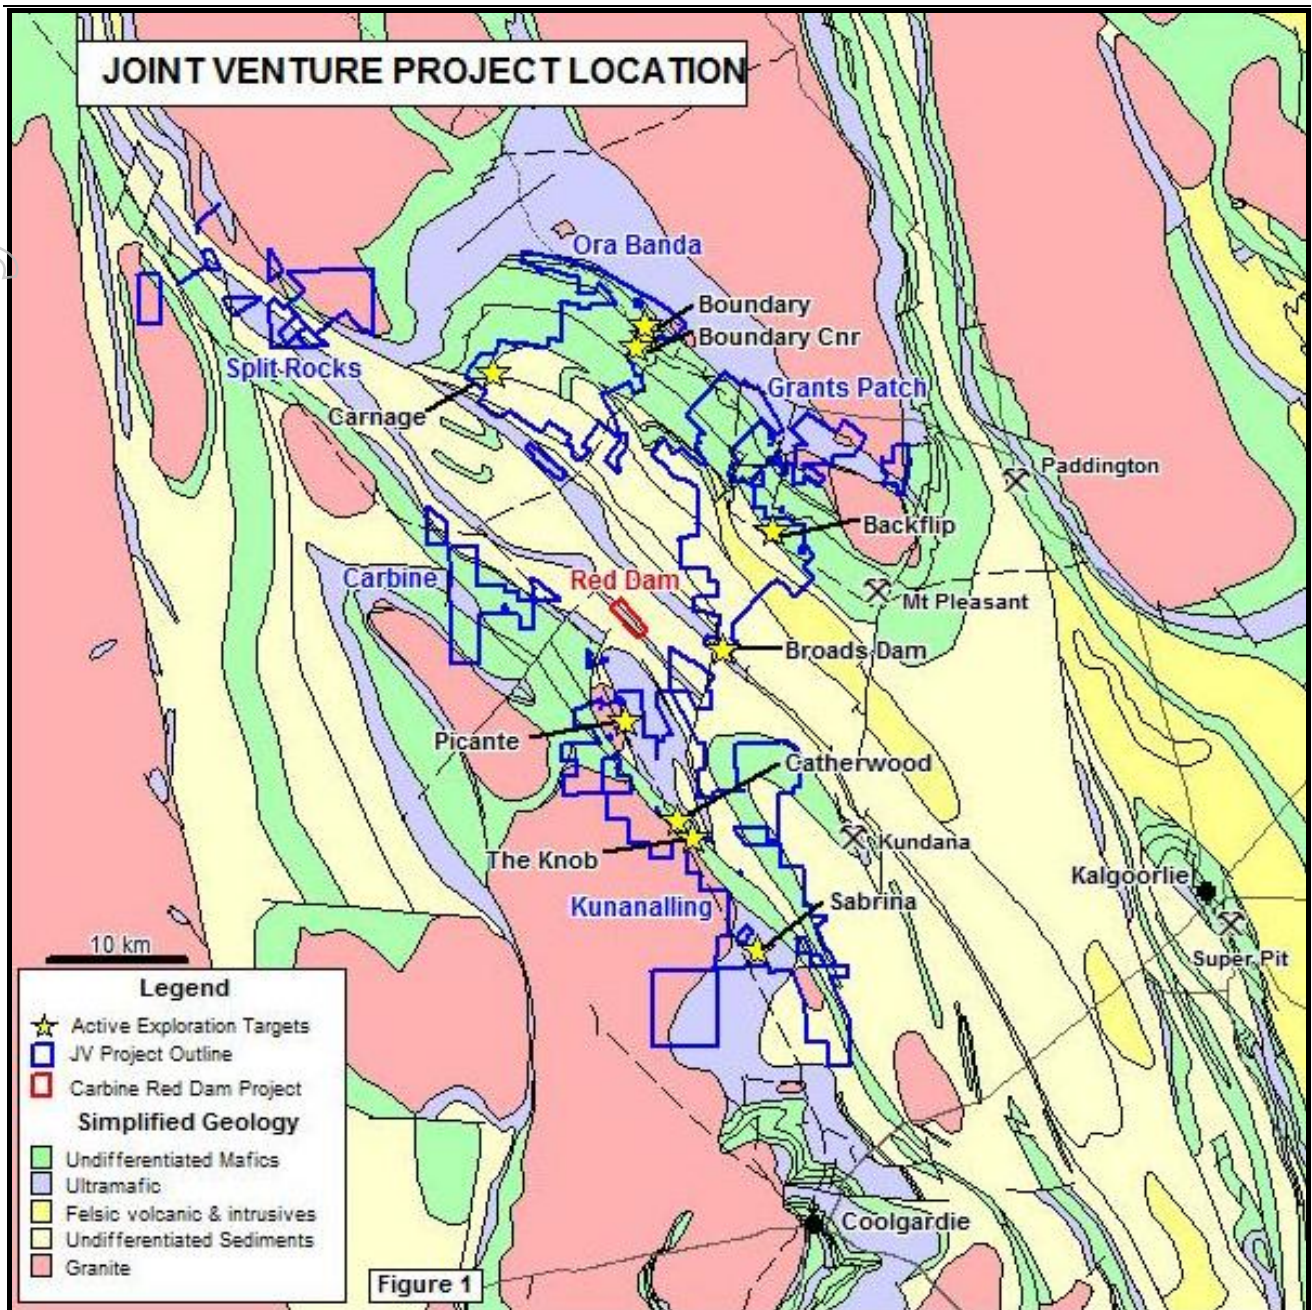 JOINT VENTURE PROJECT LOCATION
Ora Banda
Boundary
Boundary Cnr
Split Rocks
Grants Patch
Carnage
Paddington
Backflip
Carbine
Red Dam
Mt Pleasant
Broads Dam
Picante
Catherwood
Kundana
The Knob
Kalgoorlie
Kunanalling
Sabrina
10 km
Super Pit
Legend
Active Exploration Targets
JV Project Outline
Carbine Red Dam Project
Simplified Geology
Undifferentiated Mafics
Ultramafic
Felsic volcanic & intrusives
Undifferentiated Sediments
Granite
Coolgardie
Figure 1